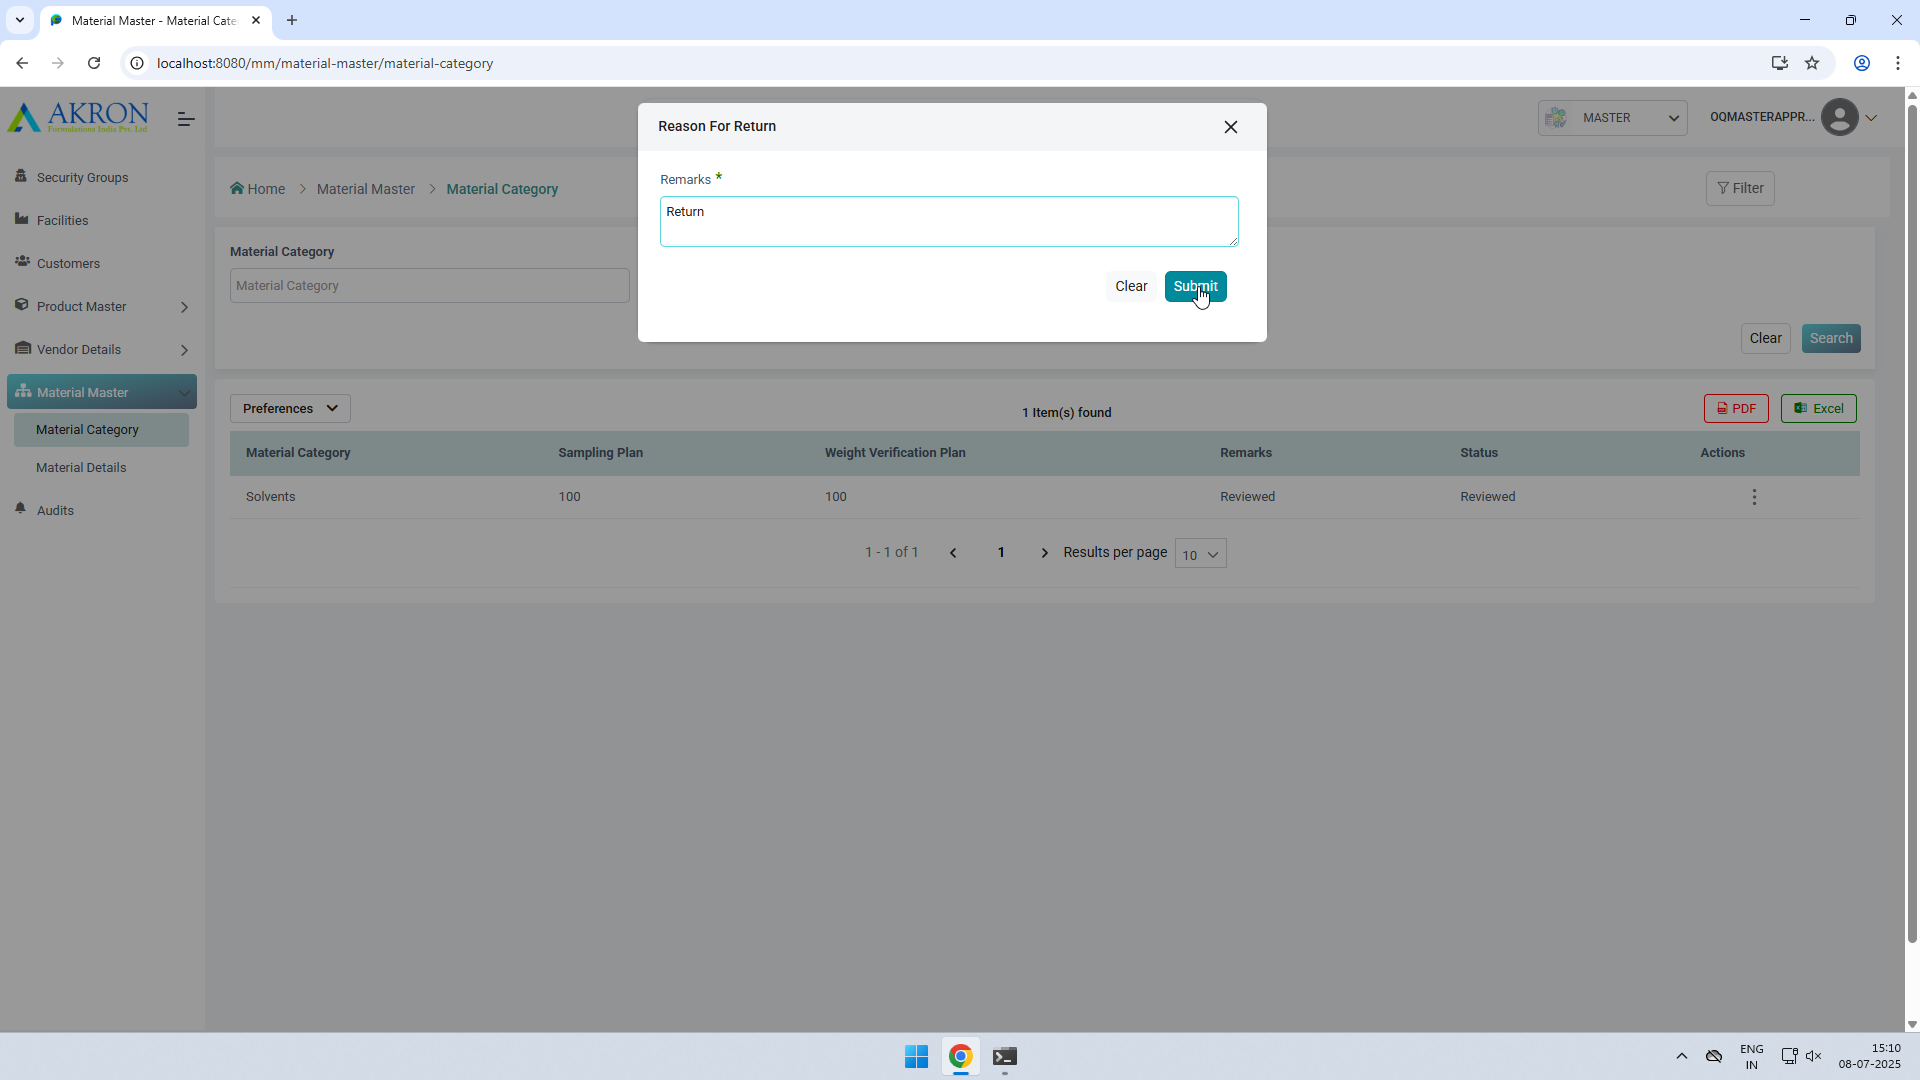 Material Master - Material Cate
localhost:8080/mm/material-master/material-category
AKRON
Formulations India Pvt. Ltd
MASTER
OQMASTERAPPR...
Security Groups
Facilities
Customers
Product Master
Vendor Details
Material Master
Material Category
Material Details
Audits
Home > Material Master > Material Category
Filter
Reason For Return
Remarks *
Return
Clear
Submit
Material Category
Material Category
Clear
Search
Preferences
1 Item(s) found
PDF
Excel
Material Category Sampling Plan Weight Verification Plan Remarks Status Actions
Solvents 100 100 Reviewed Reviewed
1 - 1 of 1 1 Results per page 10
ENG
IN
15:10
08-07-2025